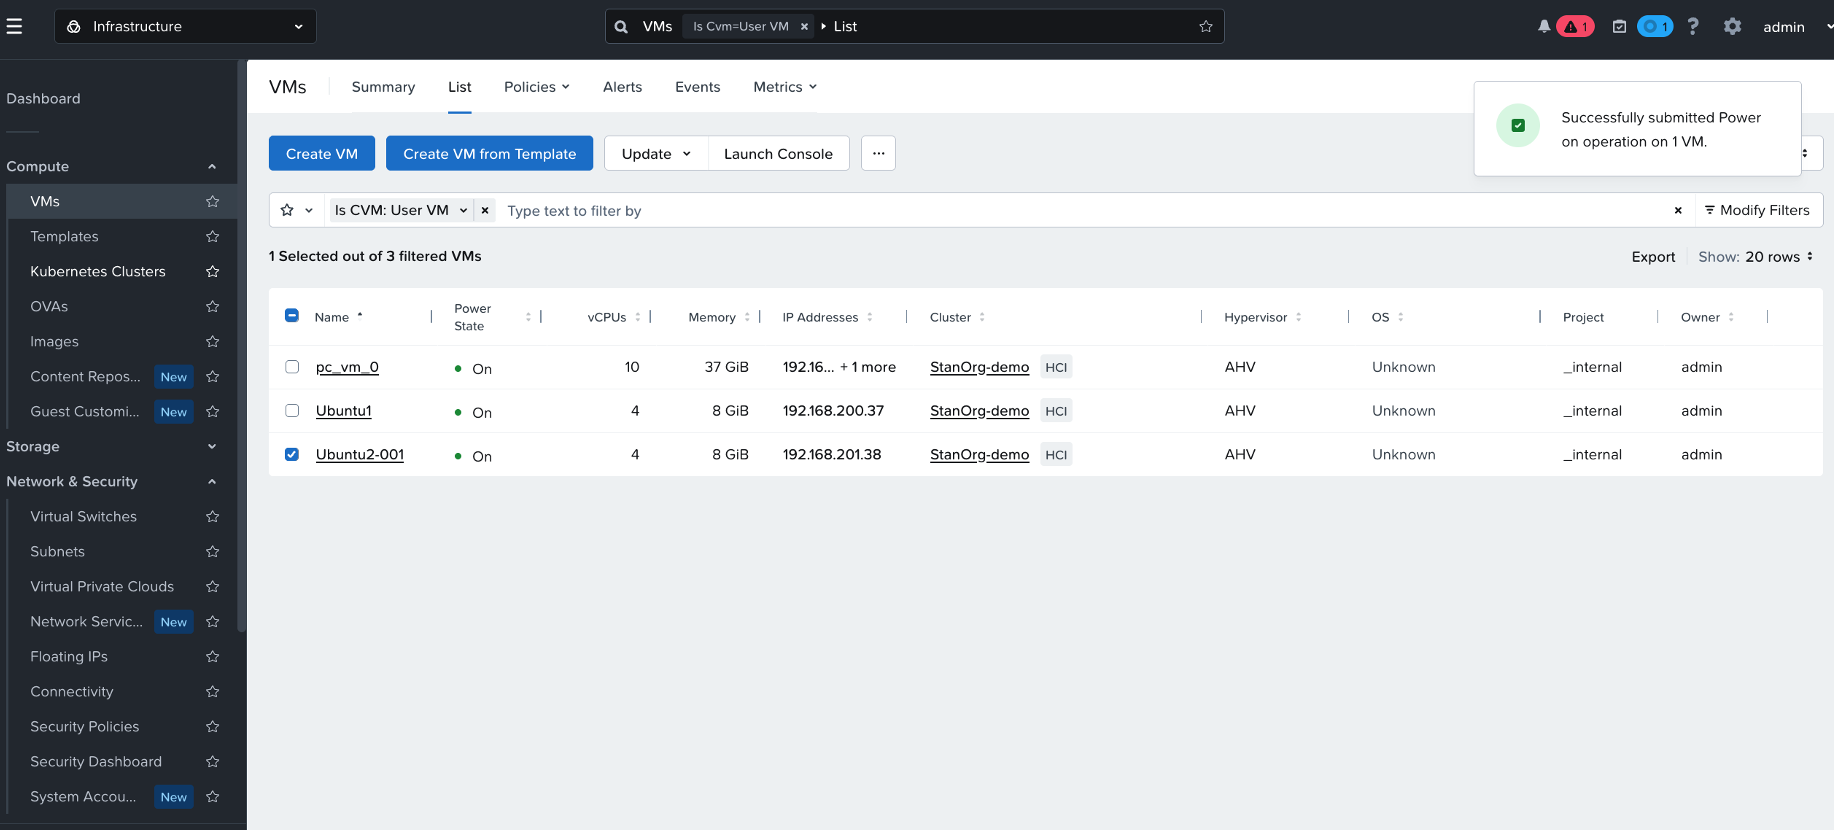 Infrastructure
VMs Is Cvm=User VM × List
1
1
?
admin
Dashboard
Compute
VMs
Templates
Kubernetes Clusters
OVAs
Images
Content Repos... New
Guest Customi... New
Storage
Network & Security
Virtual Switches
Subnets
Virtual Private Clouds
Network Servic... New
Floating IPs
Connectivity
Security Policies
Security Dashboard
System Accou... New
VMs Summary List Policies Alerts Events Metrics
Successfully submitted Power
on operation on 1 VM.
Create VM Create VM from Template Update Launch Console ...
Is CVM: User VM × Type text to filter by × Modify Filters
1 Selected out of 3 filtered VMs
Export Show: 20 rows
Name Power State vCPUs Memory IP Addresses Cluster Hypervisor OS Project Owner
pc_vm_0 On 10 37 GiB 192.16... + 1 more StanOrg-demo HCI AHV Unknown _internal admin
Ubuntu1 On 4 8 GiB 192.168.200.37 StanOrg-demo HCI AHV Unknown _internal admin
Ubuntu2-001 On 4 8 GiB 192.168.201.38 StanOrg-demo HCI AHV Unknown _internal admin